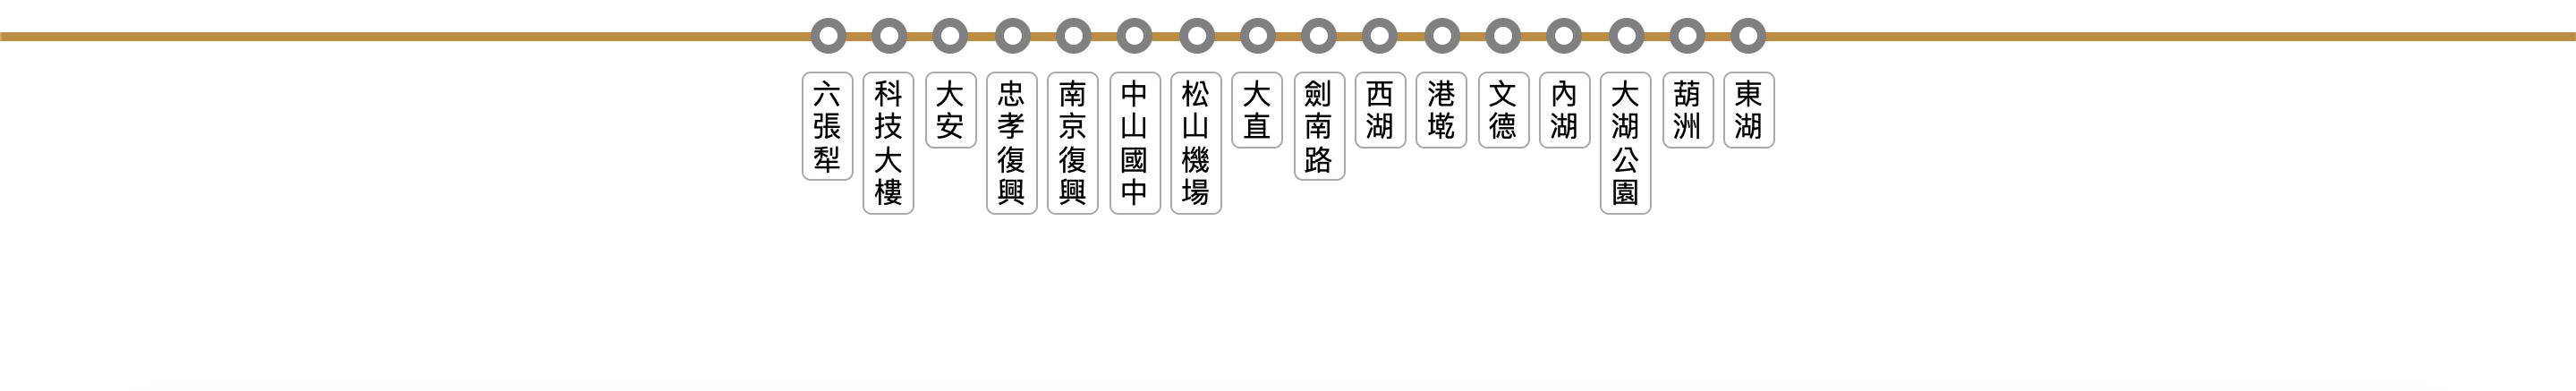 六張犁
科技大樓
大安
忠孝復興
南京復興
中山國中
松山機場
大直
劍南路
西湖
港墘
文德
內湖
大湖公園
葫洲
東湖